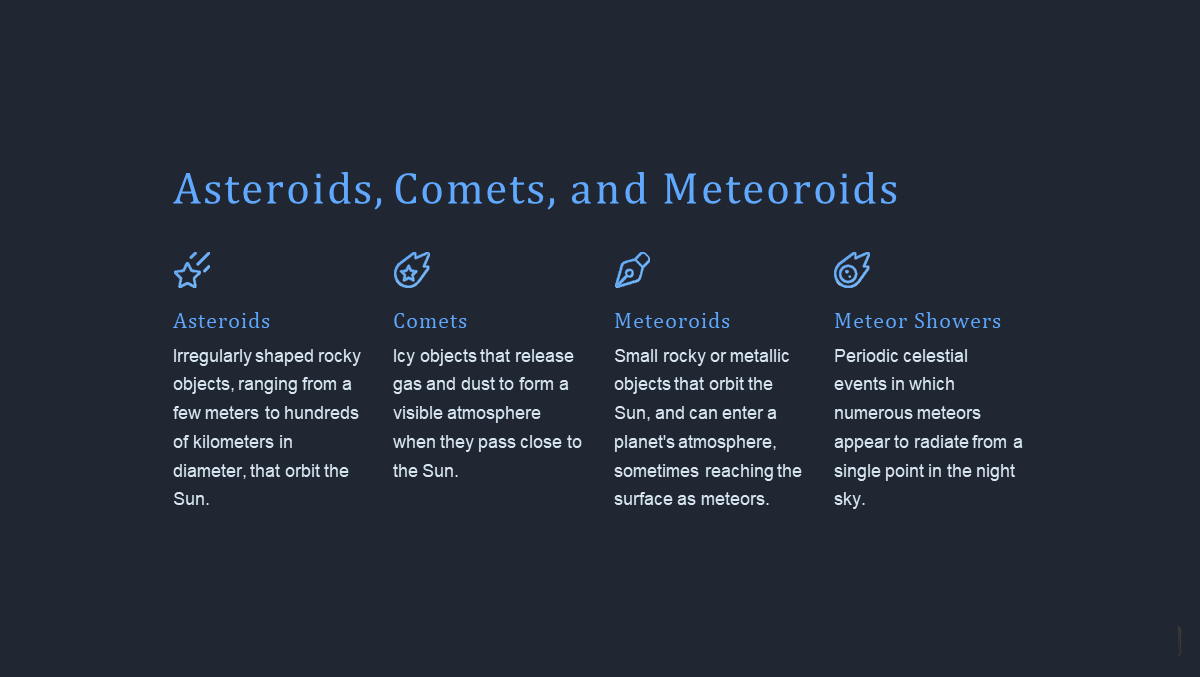 Asteroids, Comets, and Meteoroids
Asteroids
Irregularly shaped rocky
objects, ranging from a
few meters to hundreds
of kilometers in
diameter, that orbit the
Sun.
Comets
Icy objects that release
gas and dust to form a
visible atmosphere
when they pass close to
the Sun.
Meteoroids
Small rocky or metallic
objects that orbit the
Sun, and can enter a
planet's atmosphere,
sometimes reaching the
surface as meteors.
Meteor Showers
Periodic celestial
events in which
numerous meteors
appear to radiate from a
single point in the night
sky.